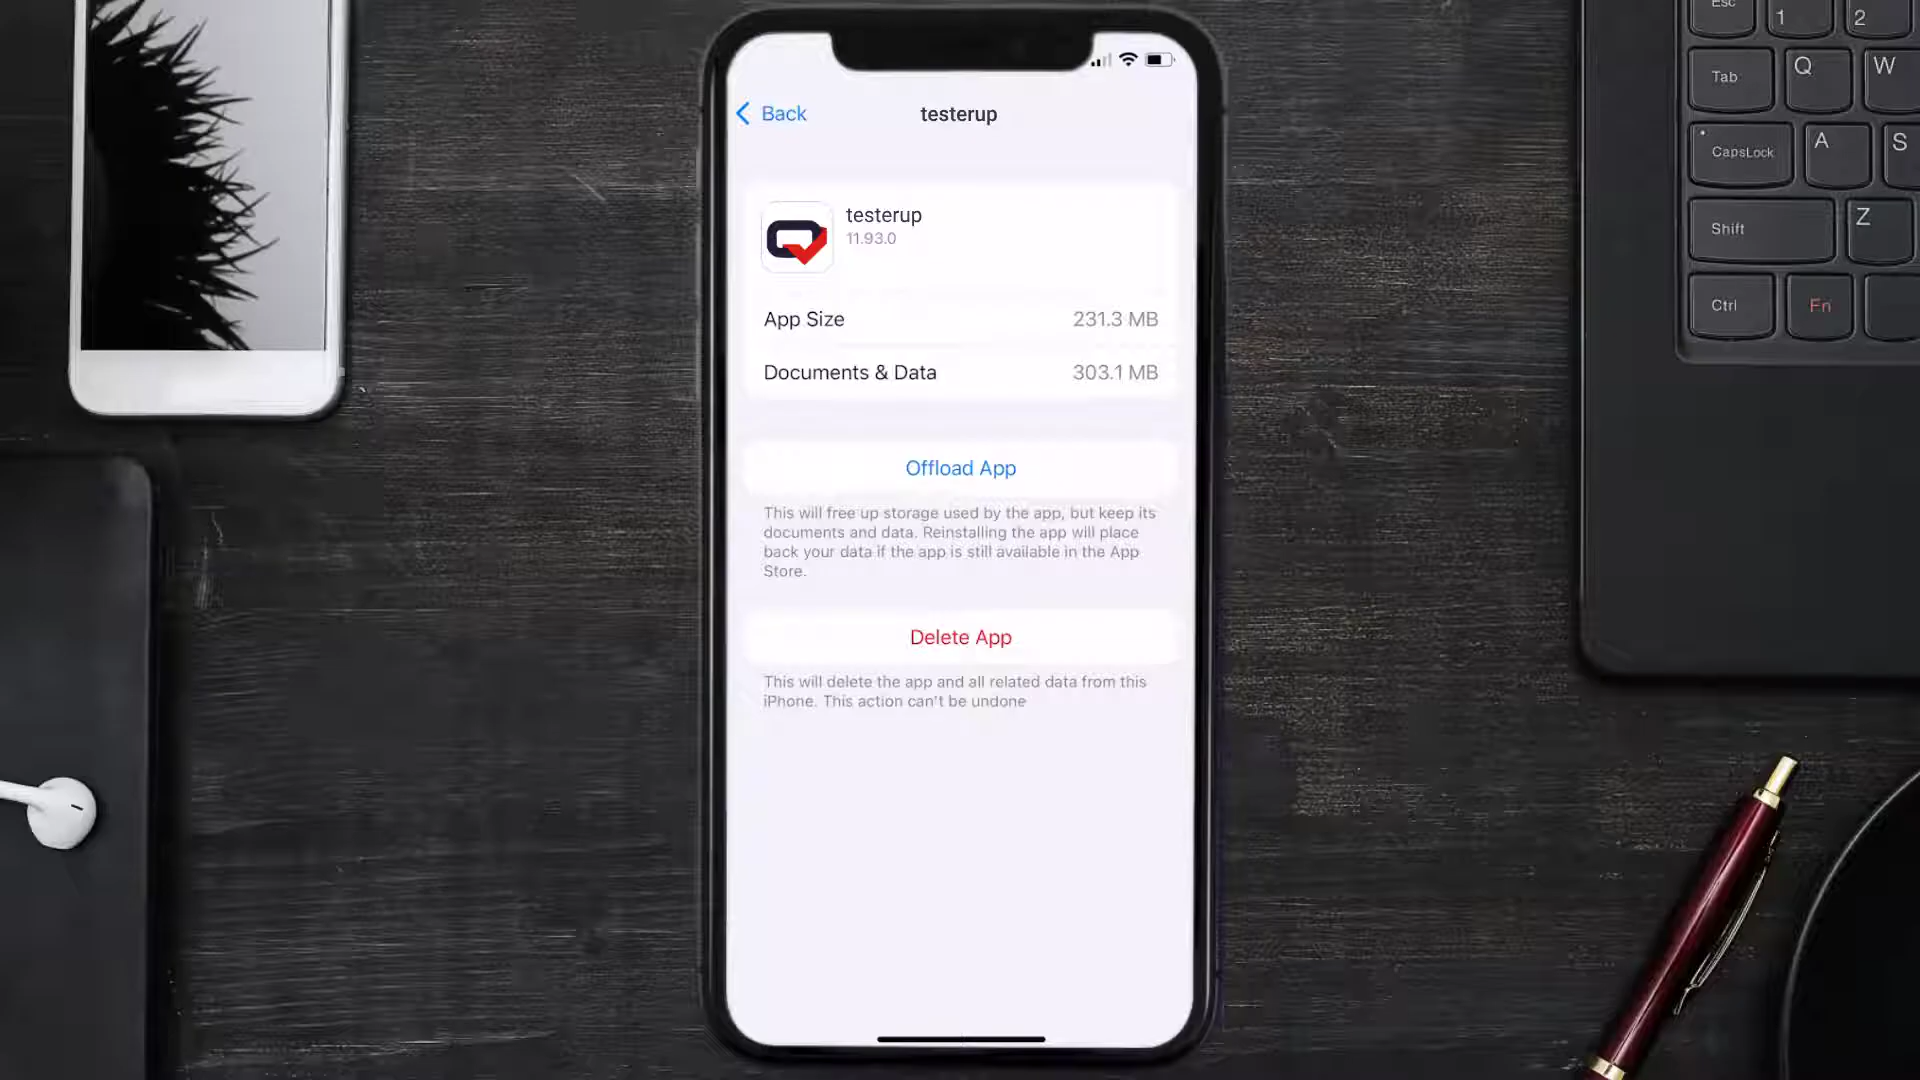 Back
testerup
testerup
11.93.0
App Size 231.3 MB
Documents & Data 303.1 MB
Offload App
This will free up storage used by the app, but keep its
documents and data. Reinstalling the app will place
back your data if the app is still available in the App
Store.
Delete App
This will delete the app and all related data from this
iPhone. This action can't be undone
Esc 1 2
Tab Q W
CapsLock A S
Shift Z
Ctrl Fn